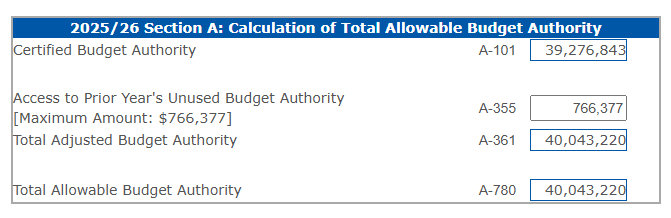 2025/26 Section A: Calculation of Total Allowable Budget Authority
Certified Budget Authority A-101 39,276,843
Access to Prior Year's Unused Budget Authority
[Maximum Amount: $766,377] A-355 766,377
Total Adjusted Budget Authority A-361 40,043,220
Total Allowable Budget Authority A-780 40,043,220